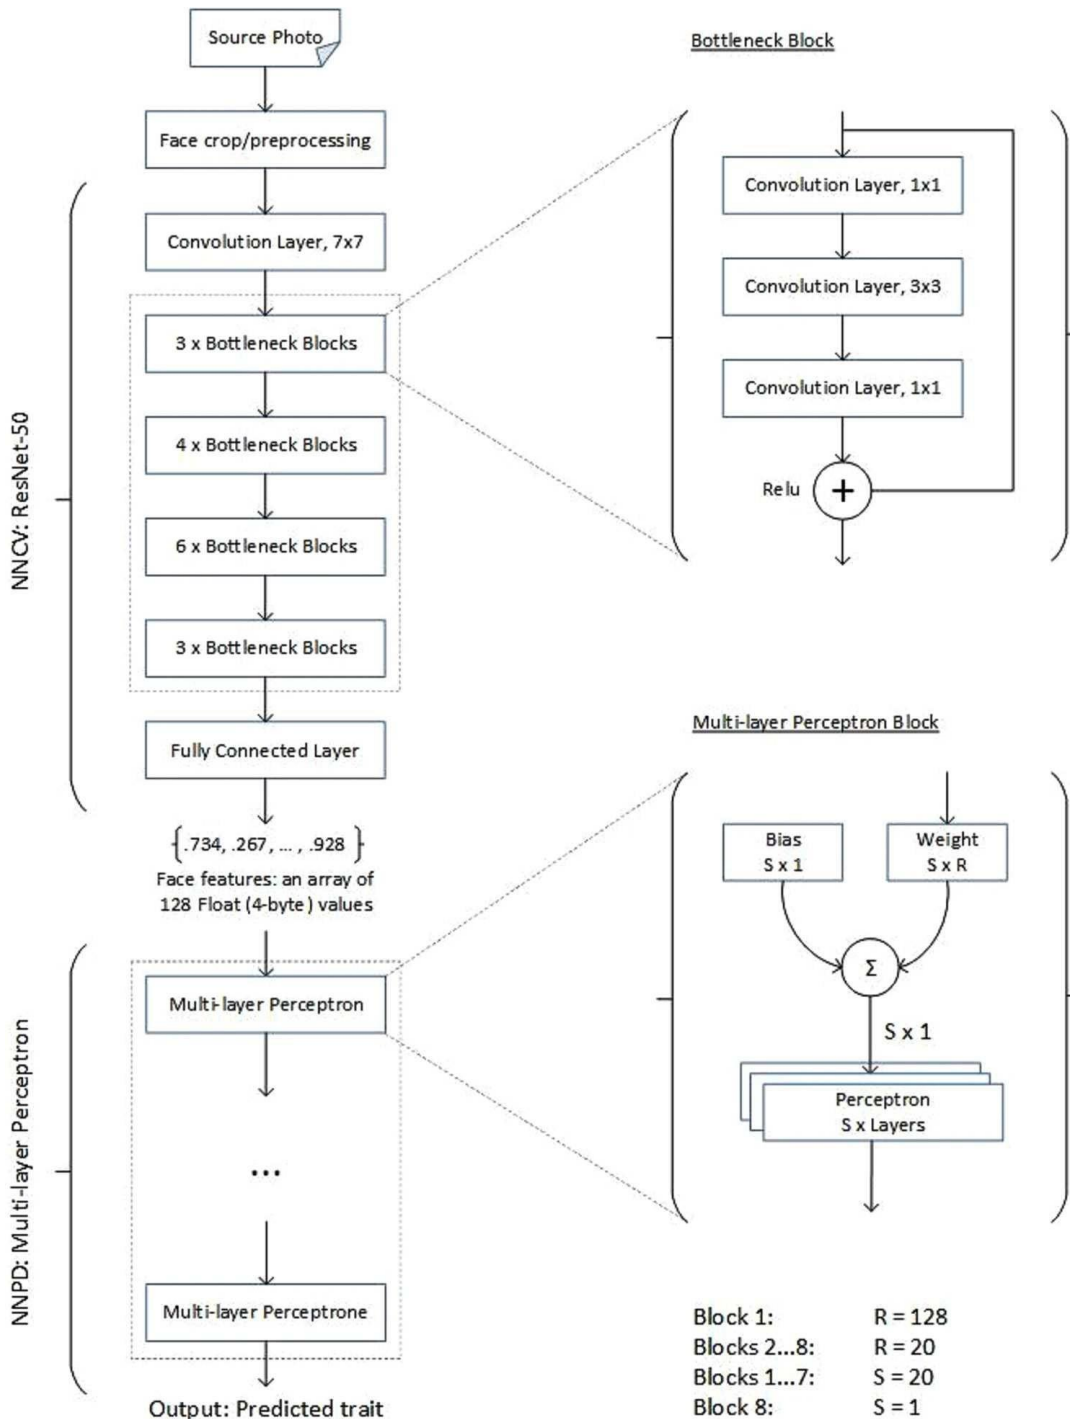 Source Photo
Face crop/preprocessing
Convolution Layer, 7x7
3 x Bottleneck Blocks
4 x Bottleneck Blocks
6 x Bottleneck Blocks
3 x Bottleneck Blocks
Fully Connected Layer
NNCV: ResNet-50
{.734, .267, ... , .928}
Face features: an array of
128 Float (4-byte) values
Multi-layer Perceptron
...
Multi-layer Perceptrone
NNPD: Multi-layer Perceptron
Output: Predicted trait
Bottleneck Block
Convolution Layer, 1x1
Convolution Layer, 3x3
Convolution Layer, 1x1
Relu
+
Multi-layer Perceptron Block
Bias
S x 1
Weight
S x R
Σ
S x 1
Perceptron
S x Layers
Block 1: R = 128
Blocks 2...8: R = 20
Blocks 1...7: S = 20
Block 8: S = 1